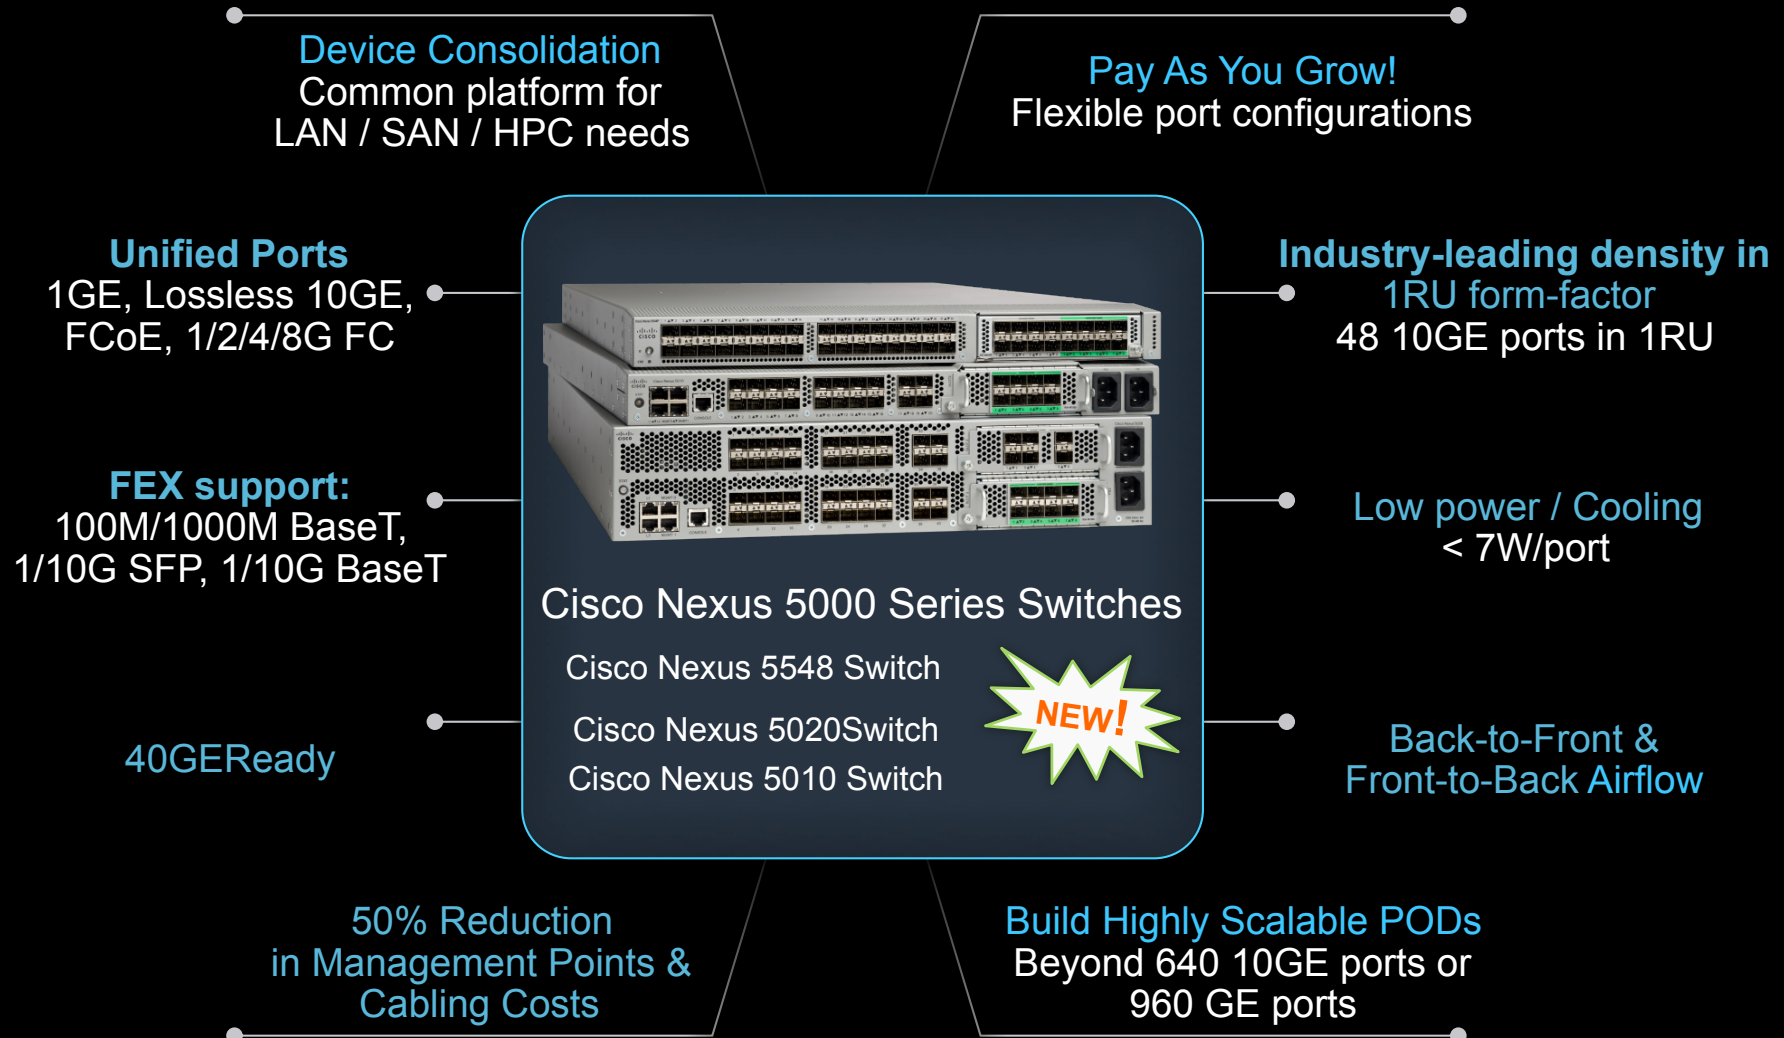 Device Consolidation
Common platform for
LAN / SAN / HPC needs
Pay As You Grow!
Flexible port configurations
Unified Ports
1GE, Lossless 10GE,
FCoE, 1/2/4/8G FC
Industry-leading density in
1RU form-factor
48 10GE ports in 1RU
FEX support:
100M/1000M BaseT,
1/10G SFP, 1/10G BaseT
Low power / Cooling
< 7W/port
CISCO
CISCO
CISCO
Cisco Nexus 5000 Series Switches
Cisco Nexus 5548 Switch
Cisco Nexus 5020Switch
Cisco Nexus 5010 Switch
NEW!
40GEReady
Back-to-Front &
Front-to-Back Airflow
50% Reduction
in Management Points &
Cabling Costs
Build Highly Scalable PODs
Beyond 640 10GE ports or
960 GE ports